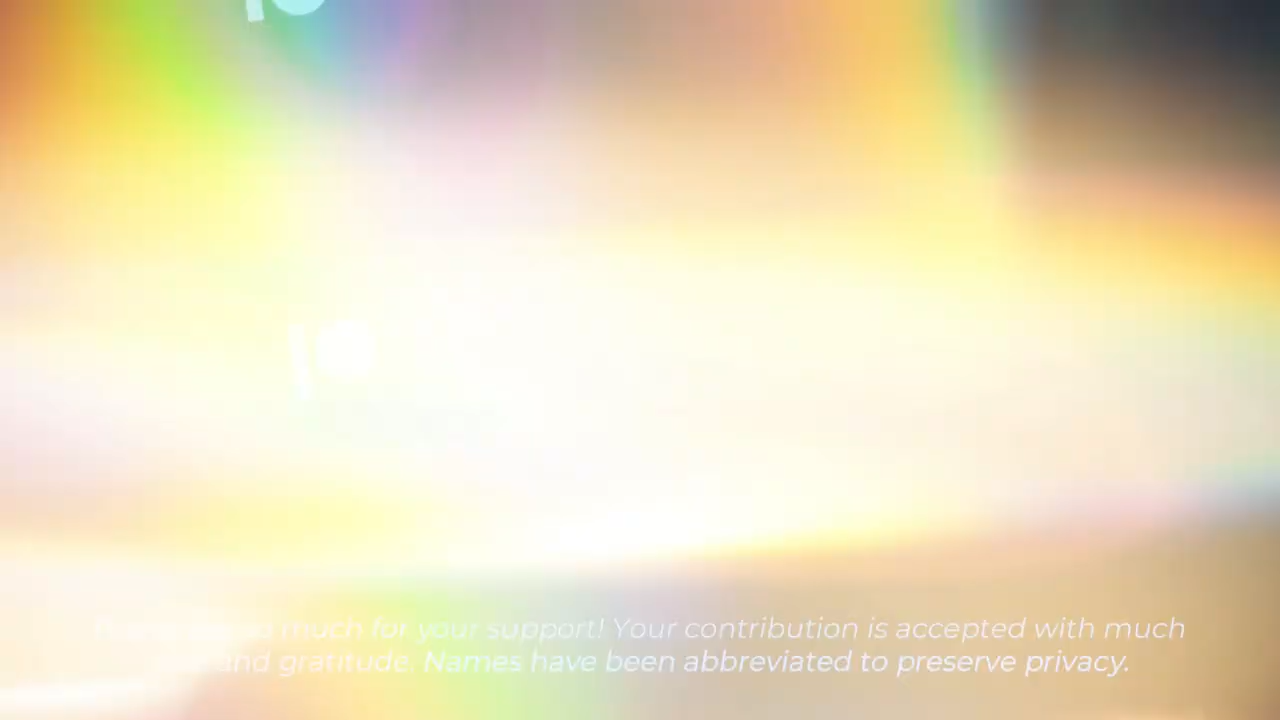 so much for your support! Your contribution is accepted with much
and gratitude. Names have been abbreviated to preserve privacy.